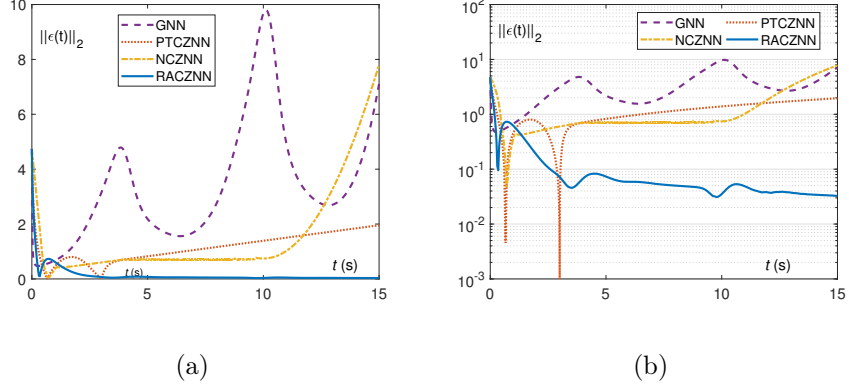 ||ϵ(t)||₂
GNN
PTCZNN
NCZNN
RACZNN
10
8
6
4
2
0
t (s)
t (s)
0 5 10 15
(a)
||ϵ(t)||₂
GNN PTCZNN
NCZNN RACZNN
10²
10¹
10⁰
10⁻¹
10⁻²
10⁻³
t (s)
0 5 10 15
(b)